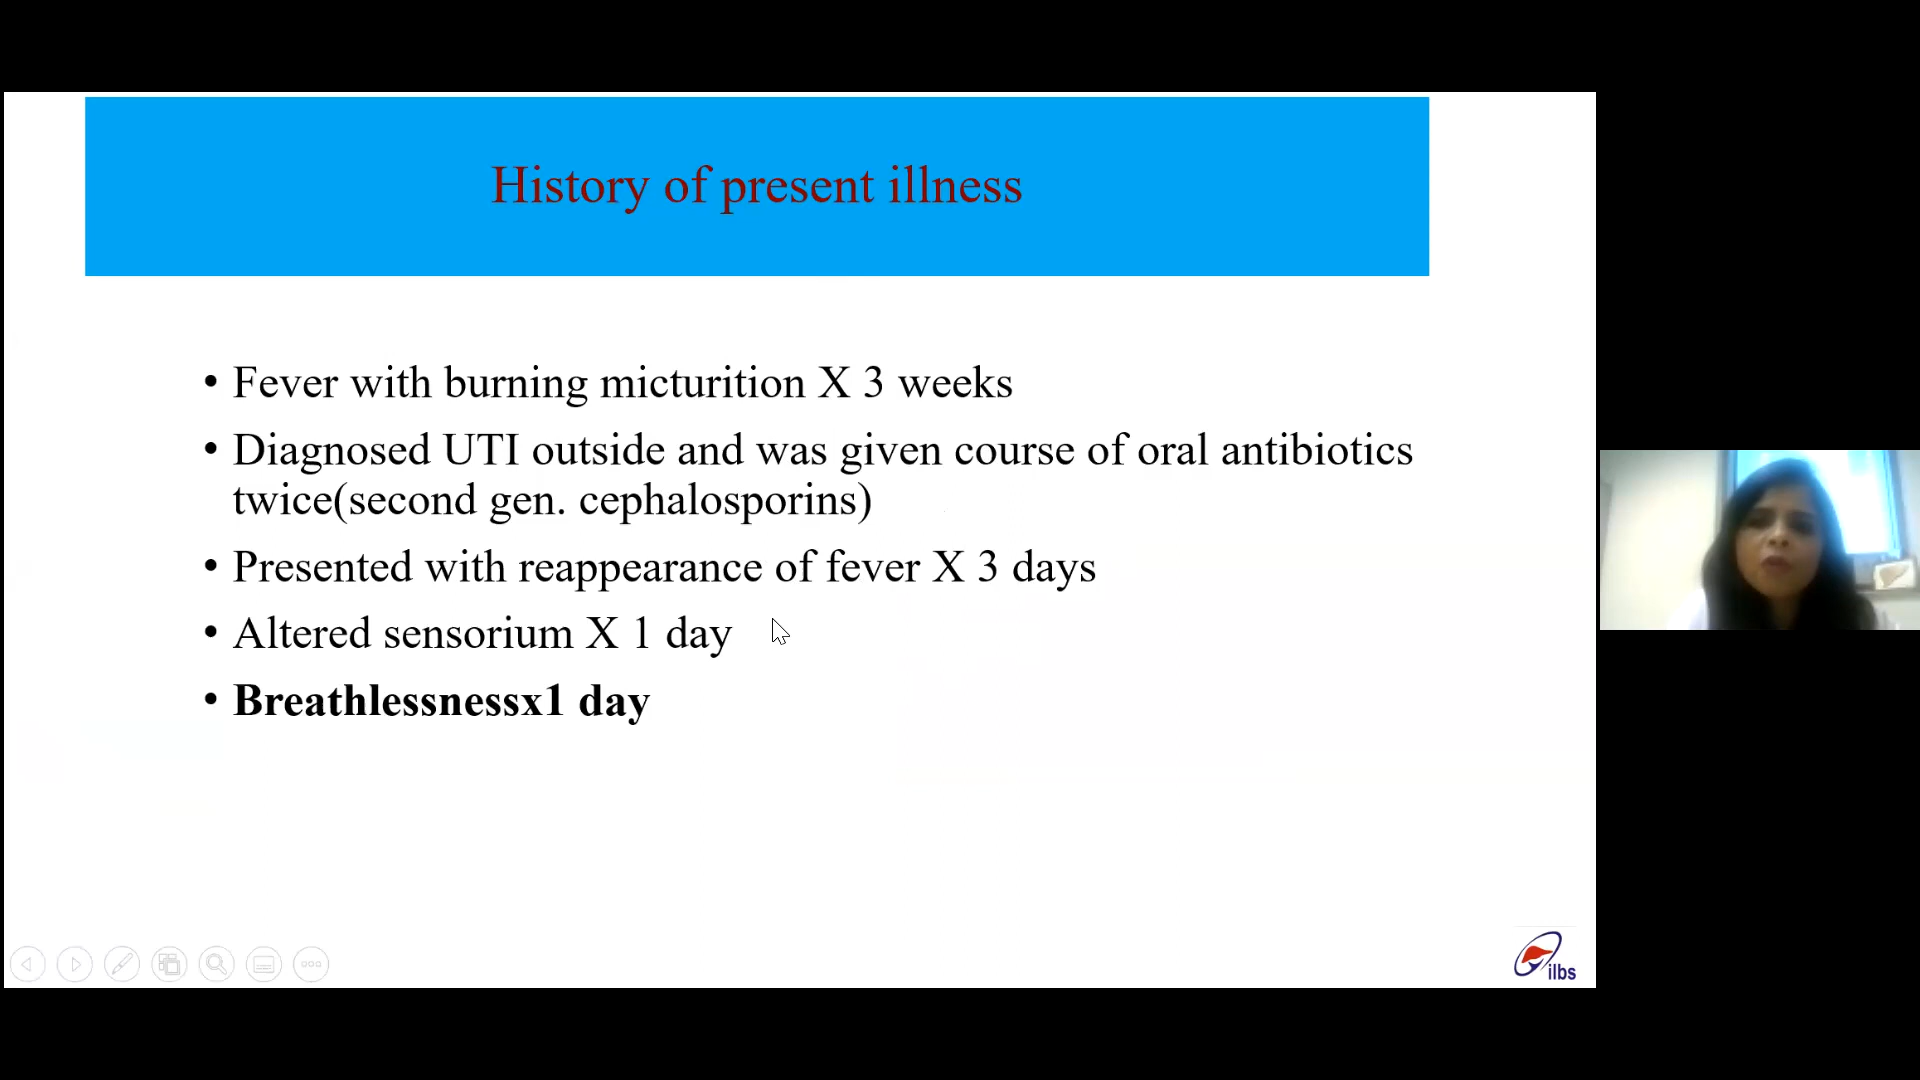 History of present illness
• Fever with burning micturition X 3 weeks
• Diagnosed UTI outside and was given course of oral antibiotics
twice(second gen. cephalosporins)
• Presented with reappearance of fever X 3 days
• Altered sensorium X 1 day
• Breathlessnessx1 day
ilbs